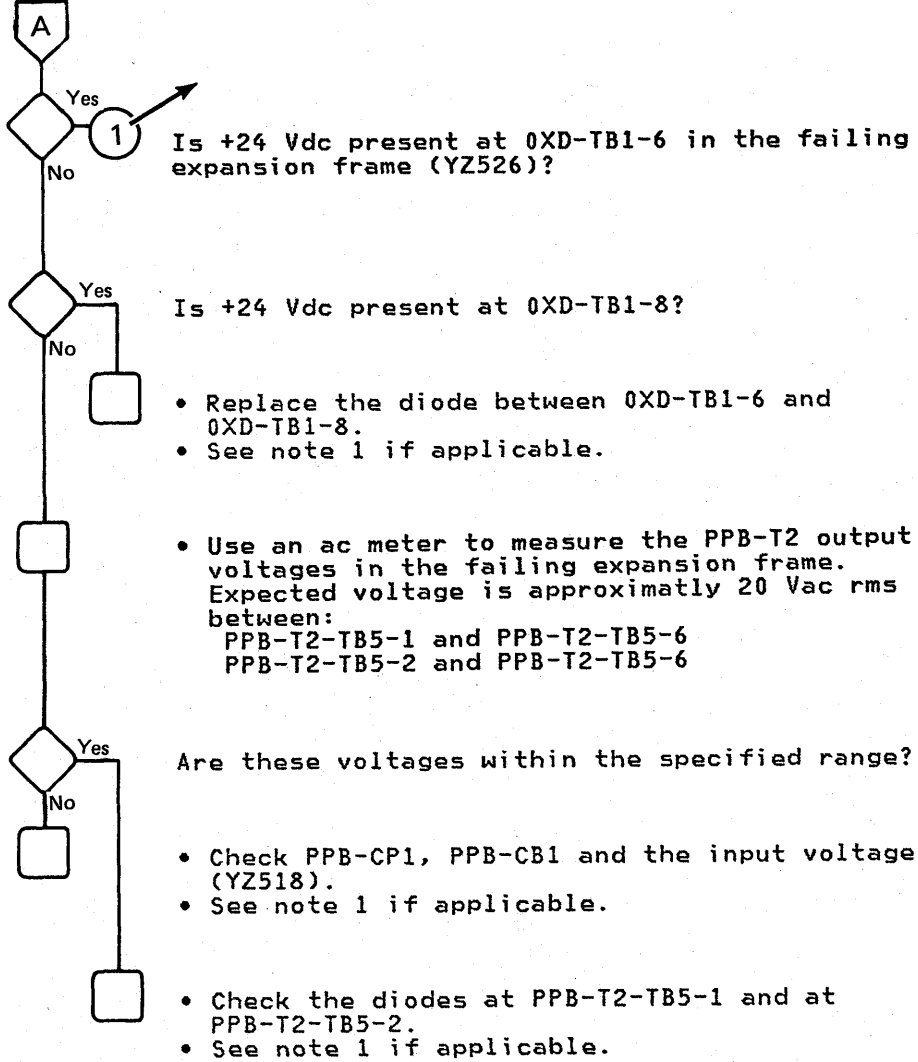 A
Yes
1
Is +24 Vdc present at 0XD-TB1-6 in the failing
expansion frame (YZ526)?
No
Yes
Is +24 Vdc present at 0XD-TB1-8?
No
• Replace the diode between 0XD-TB1-6 and
0XD-TB1-8.
• See note 1 if applicable.
• Use an ac meter to measure the PPB-T2 output
voltages in the failing expansion frame.
Expected voltage is approximatly 20 Vac rms
between:
PPB-T2-TB5-1 and PPB-T2-TB5-6
PPB-T2-TB5-2 and PPB-T2-TB5-6
Yes
Are these voltages within the specified range?
No
• Check PPB-CP1, PPB-CB1 and the input voltage
(YZ518).
• See note 1 if applicable.
• Check the diodes at PPB-T2-TB5-1 and at
PPB-T2-TB5-2.
• See note 1 if applicable.